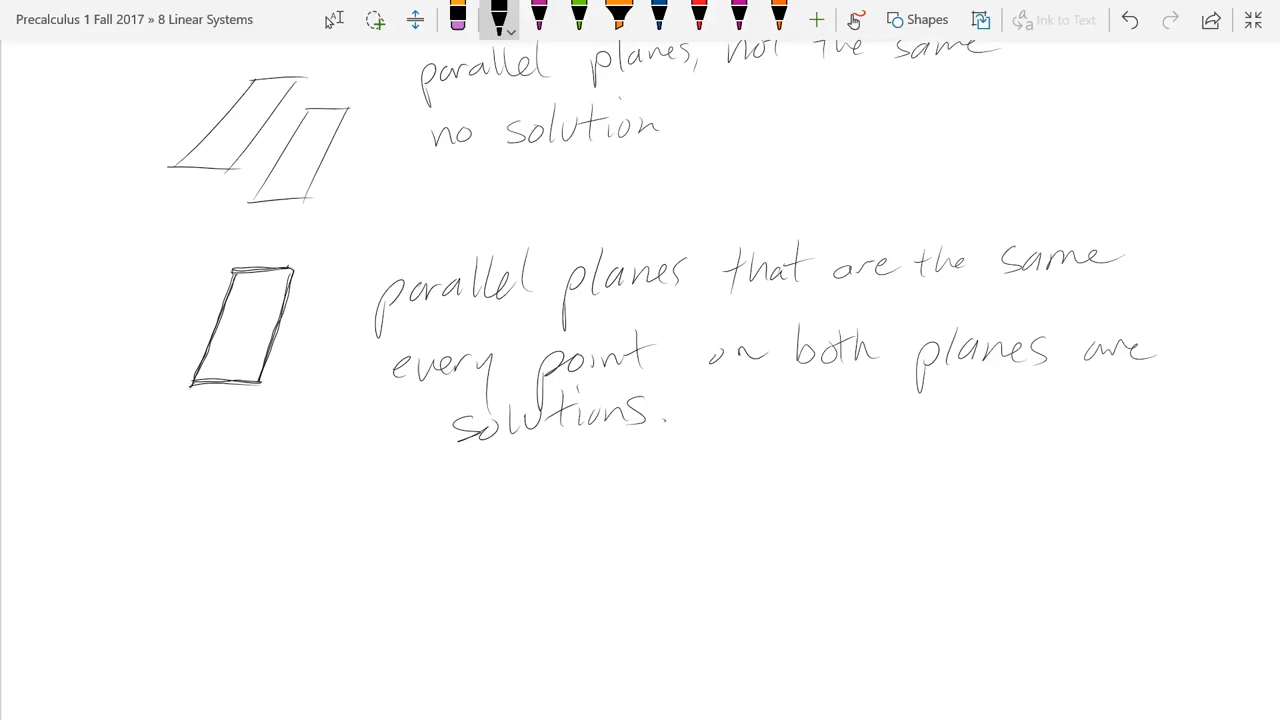 Precalculus 1 Fall 2017 » 8 Linear Systems
Shapes
Ink to Text
parallel planes, not the same
no solution
parallel planes that are the same
every point on both planes are
solutions.